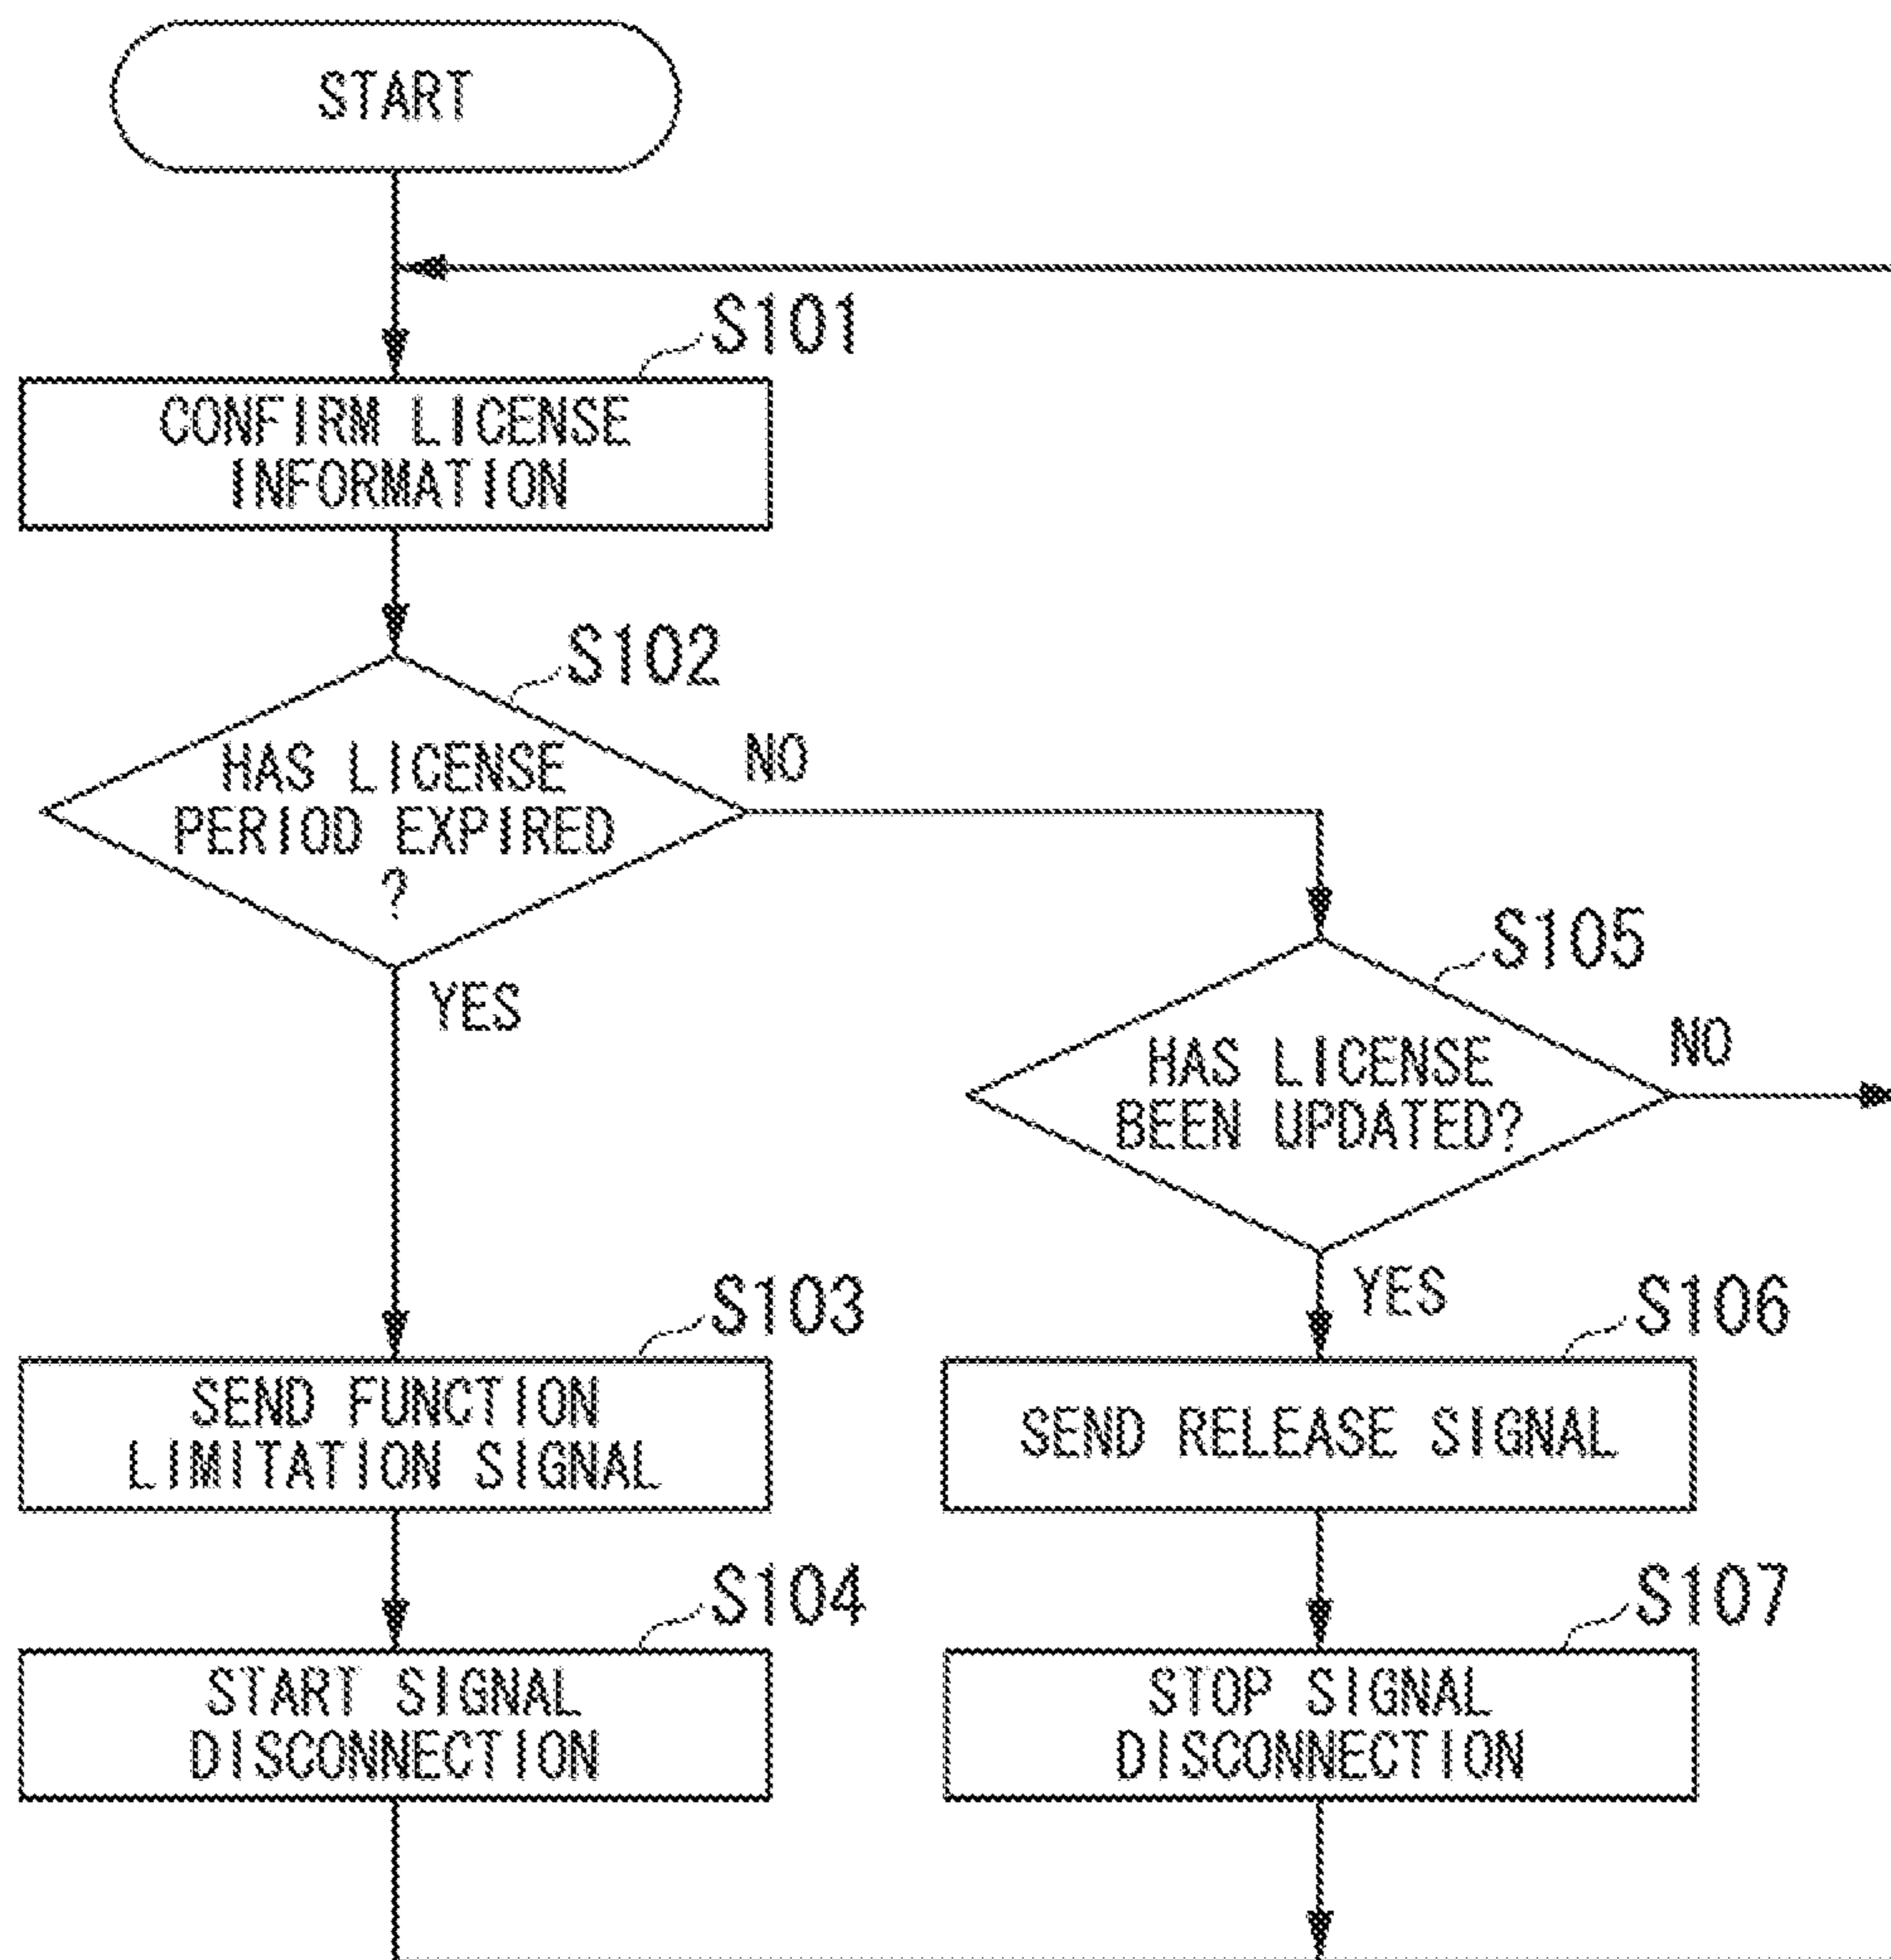 START
S101
CONFIRM LICENSE
INFORMATION
S102
HAS LICENSE
PERIOD EXPIRED
?
NO
YES
S105
HAS LICENSE
BEEN UPDATED?
NO
YES
S103
SEND FUNCTION
LIMITATION SIGNAL
S106
SEND RELEASE SIGNAL
S104
START SIGNAL
DISCONNECTION
S107
STOP SIGNAL
DISCONNECTION